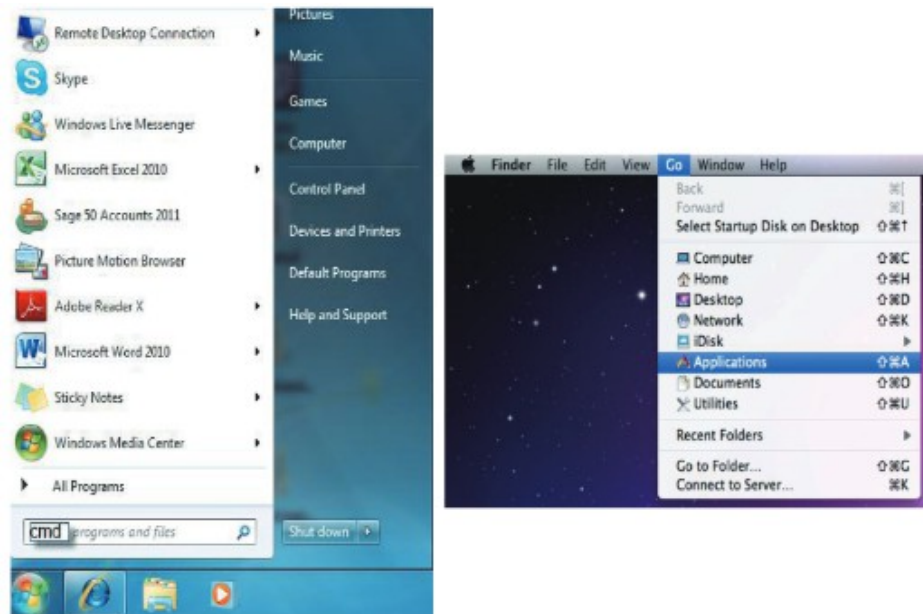 Remote Desktop Connection
Skype
Windows Live Messenger
Microsoft Excel 2010
Sage 50 Accounts 2011
Picture Motion Browser
Adobe Reader X
Microsoft Word 2010
Sticky Notes
Windows Media Center
All Programs
cmd programs and files
Pictures
Music
Games
Computer
Control Panel
Devices and Printers
Default Programs
Help and Support
Shut down
Finder File Edit View Go Window Help
Back ⌘[
Forward ⌘]
Select Startup Disk on Desktop ⇧⌘↑
Computer ⇧⌘C
Home ⇧⌘H
Desktop ⇧⌘D
Network ⇧⌘K
iDisk
Applications ⇧⌘A
Documents ⇧⌘O
Utilities ⇧⌘U
Recent Folders
Go to Folder... ⇧⌘G
Connect to Server... ⌘K